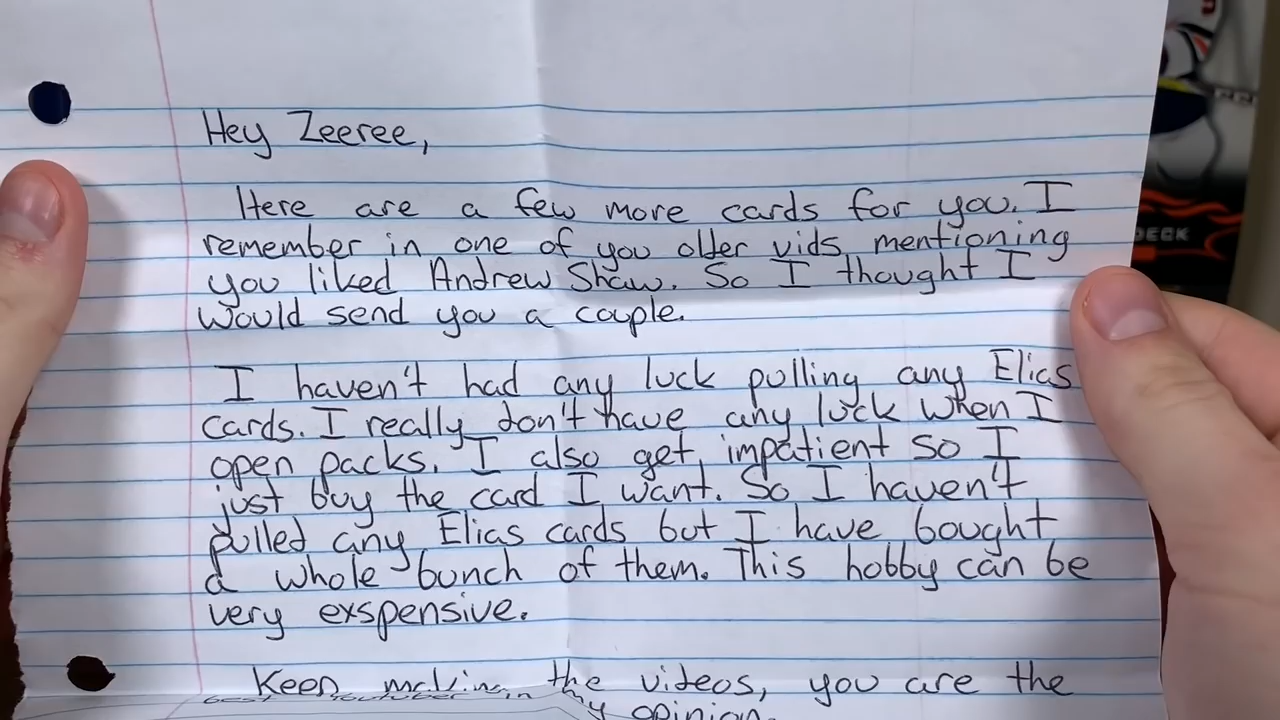 Hey Zeeree,
Here are a few more cards for you. I
remember in one of you older vids mentioning
you liked Andrew Shaw. So I thought I
would send you a couple.
I haven't had any luck pulling any Elias
cards. I really don't have any luck when I
open packs. I also get impatient so I
just buy the card I want. So I haven't
pulled any Elias cards but I have bought
a whole bunch of them. This hobby can be
very exspensive.
Keep making the videos, you are the
my opinion.
DECK